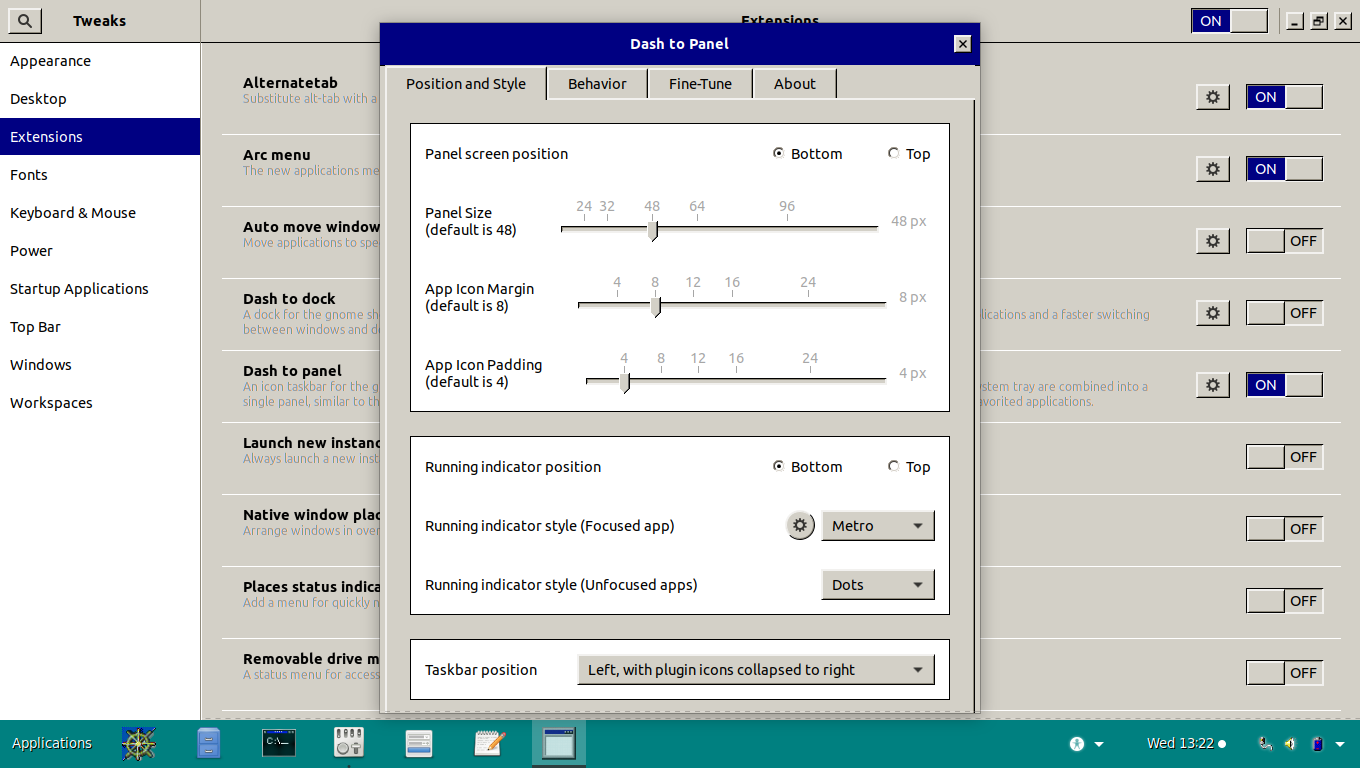 Tweaks
Extensions
ON
Appearance
Desktop
Extensions
Fonts
Keyboard & Mouse
Power
Startup Applications
Top Bar
Windows
Workspaces
Alternatetab
Substitute alt-tab with a
ON
Arc menu
The new applications me
ON
Auto move window
Move applications to spe
OFF
Dash to dock
A dock for the gnome sh
lications and a faster switching
between windows and de
OFF
Dash to panel
An icon taskbar for the g
stem tray are combined into a
single panel, similar to th
avorited applications.
ON
Launch new instanc
Always launch a new inst
OFF
Native window plac
Arrange windows in over
OFF
Places status indica
Add a menu for quickly n
OFF
Removable drive m
A status menu for access
OFF
Dash to Panel
Position and Style
Behavior
Fine-Tune
About
Panel screen position
Bottom
Top
Panel Size
(default is 48)
24 32 48 64 96
48 px
App Icon Margin
(default is 8)
4 8 12 16 24
8 px
App Icon Padding
(default is 4)
4 8 12 16 24
4 px
Running indicator position
Bottom
Top
Running indicator style (Focused app)
Metro
Running indicator style (Unfocused apps)
Dots
Taskbar position
Left, with plugin icons collapsed to right
Applications
C:\_
Wed 13:22